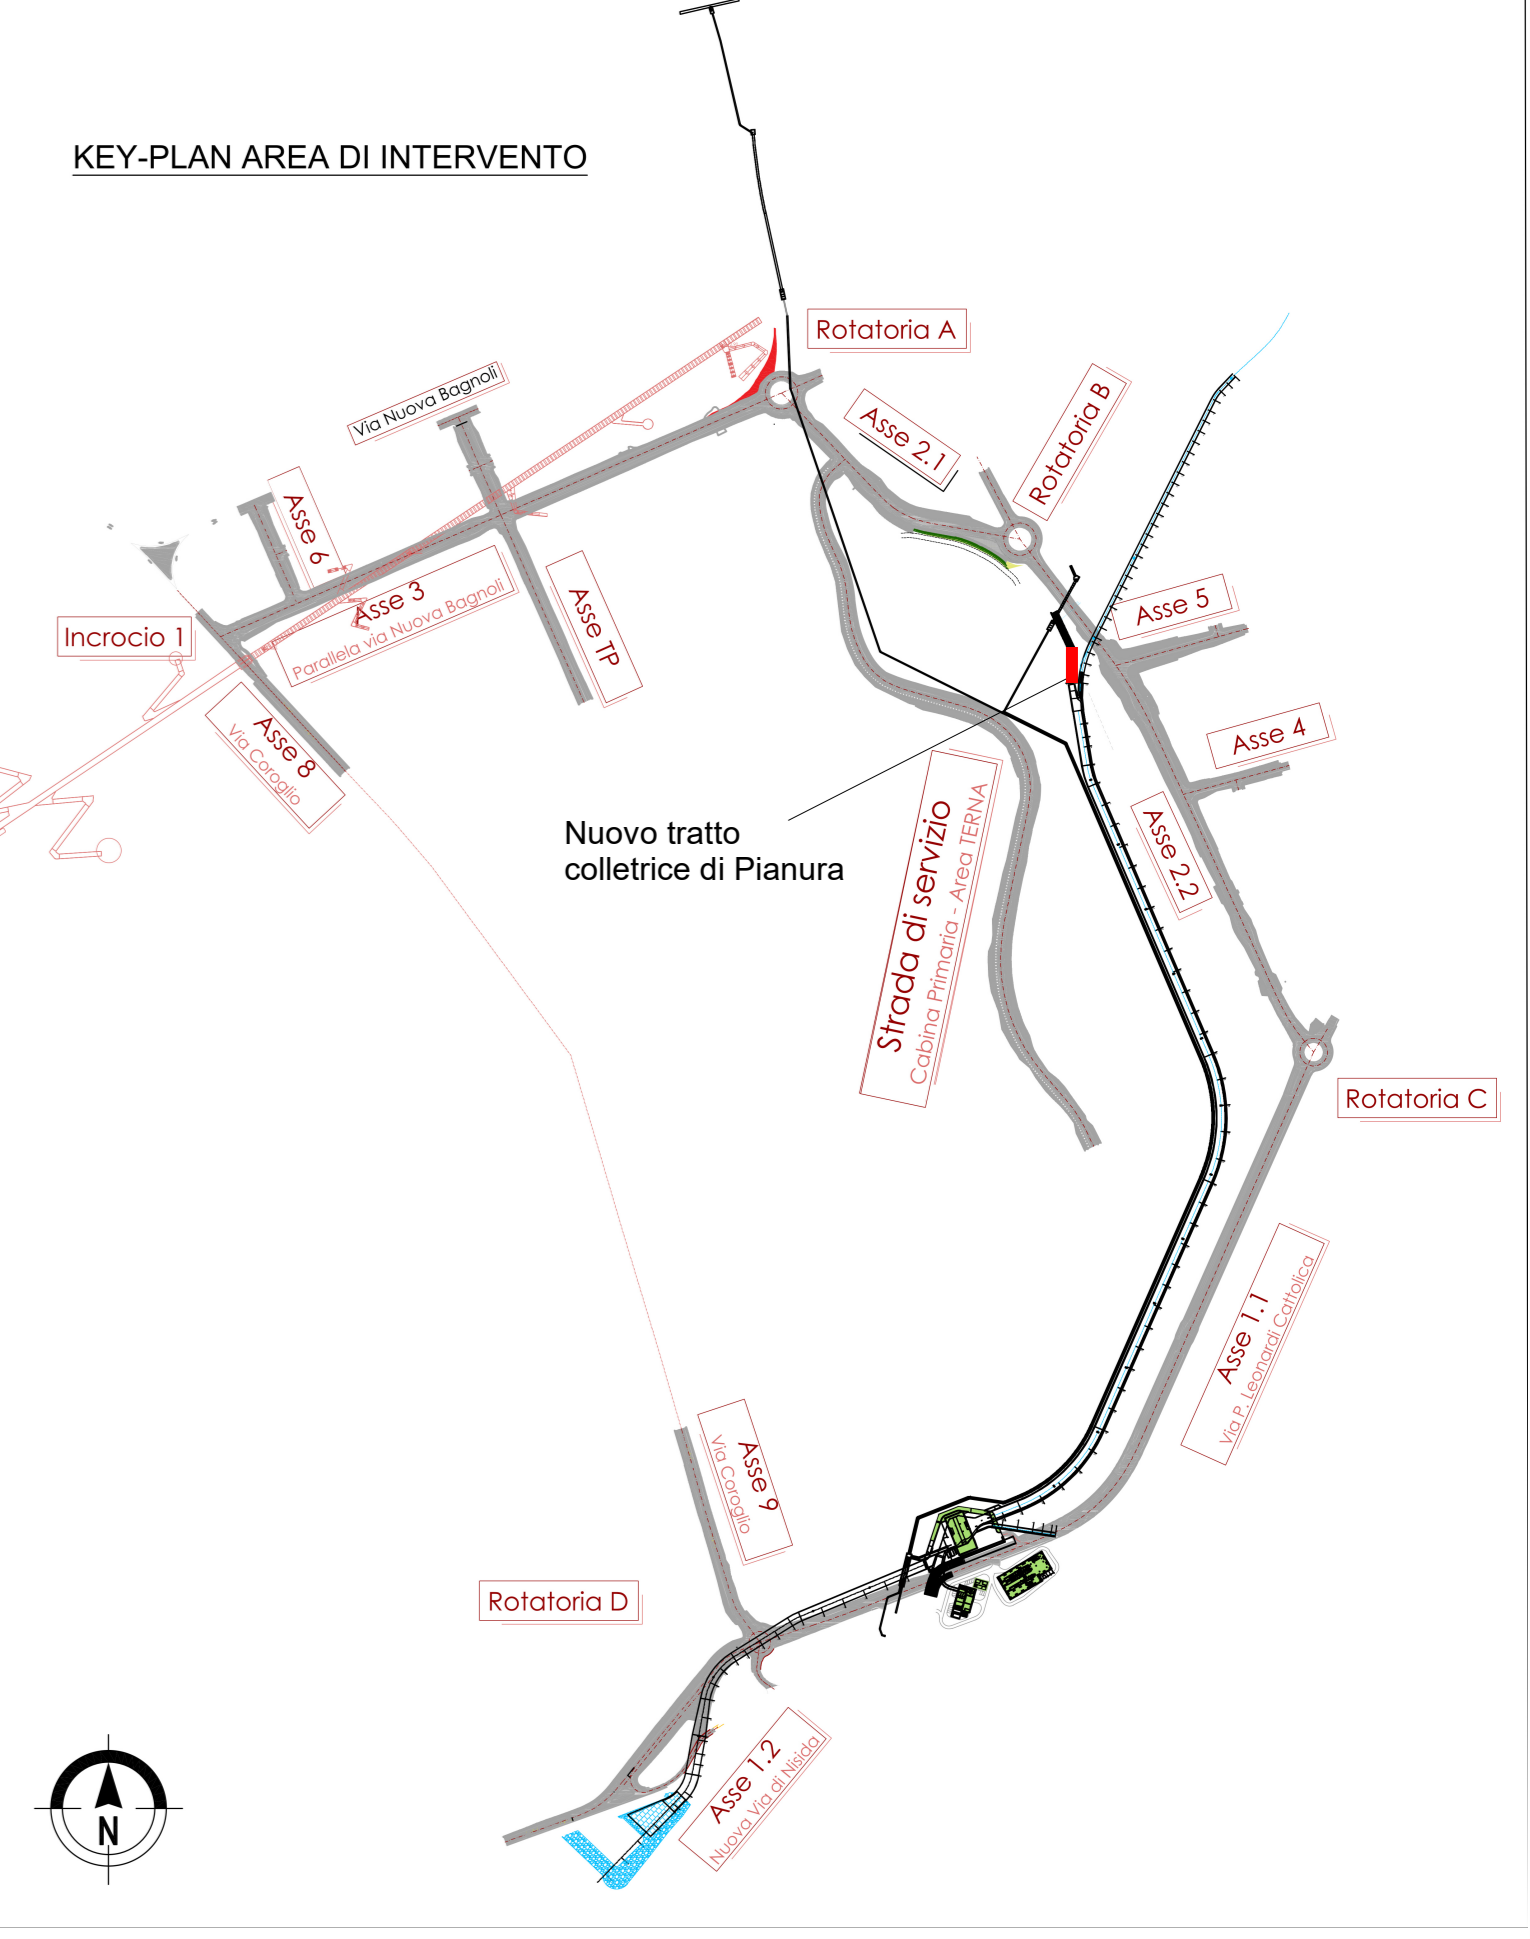 KEY-PLAN AREA DI INTERVENTO
Rotatoria A
Via Nuova Bagnoli
Asse 2.1
Rotatoria B
Asse 6
Asse 3
Parallela via Nuova Bagnoli
Asse TP
Asse 5
Incrocio 1
Asse 8
Via Coroglio
Asse 4
Nuovo tratto
colletrice di Pianura
Strada di servizio
Cabina Primaria - Area TERNA
Asse 2.2
Rotatoria C
Asse 1.1
Via P. Leonardi Cattolica
Asse 9
Via Coroglio
Rotatoria D
Asse 1.2
Nuova Via di Nisida
N